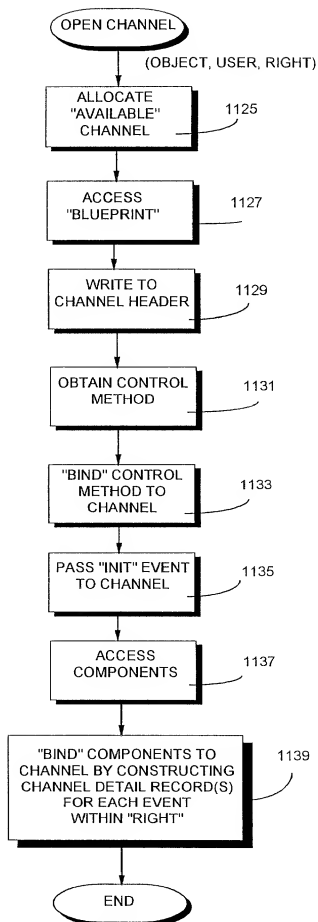 OPEN CHANNEL
(OBJECT, USER, RIGHT)
ALLOCATE
"AVAILABLE"
CHANNEL
1125
ACCESS
"BLUEPRINT"
1127
WRITE TO
CHANNEL HEADER
1129
OBTAIN CONTROL
METHOD
1131
"BIND" CONTROL
METHOD TO
CHANNEL
1133
PASS "INIT" EVENT
TO CHANNEL
1135
ACCESS
COMPONENTS
1137
"BIND" COMPONENTS TO
CHANNEL BY CONSTRUCTING
CHANNEL DETAIL RECORD(S)
FOR EACH EVENT
WITHIN "RIGHT"
1139
END